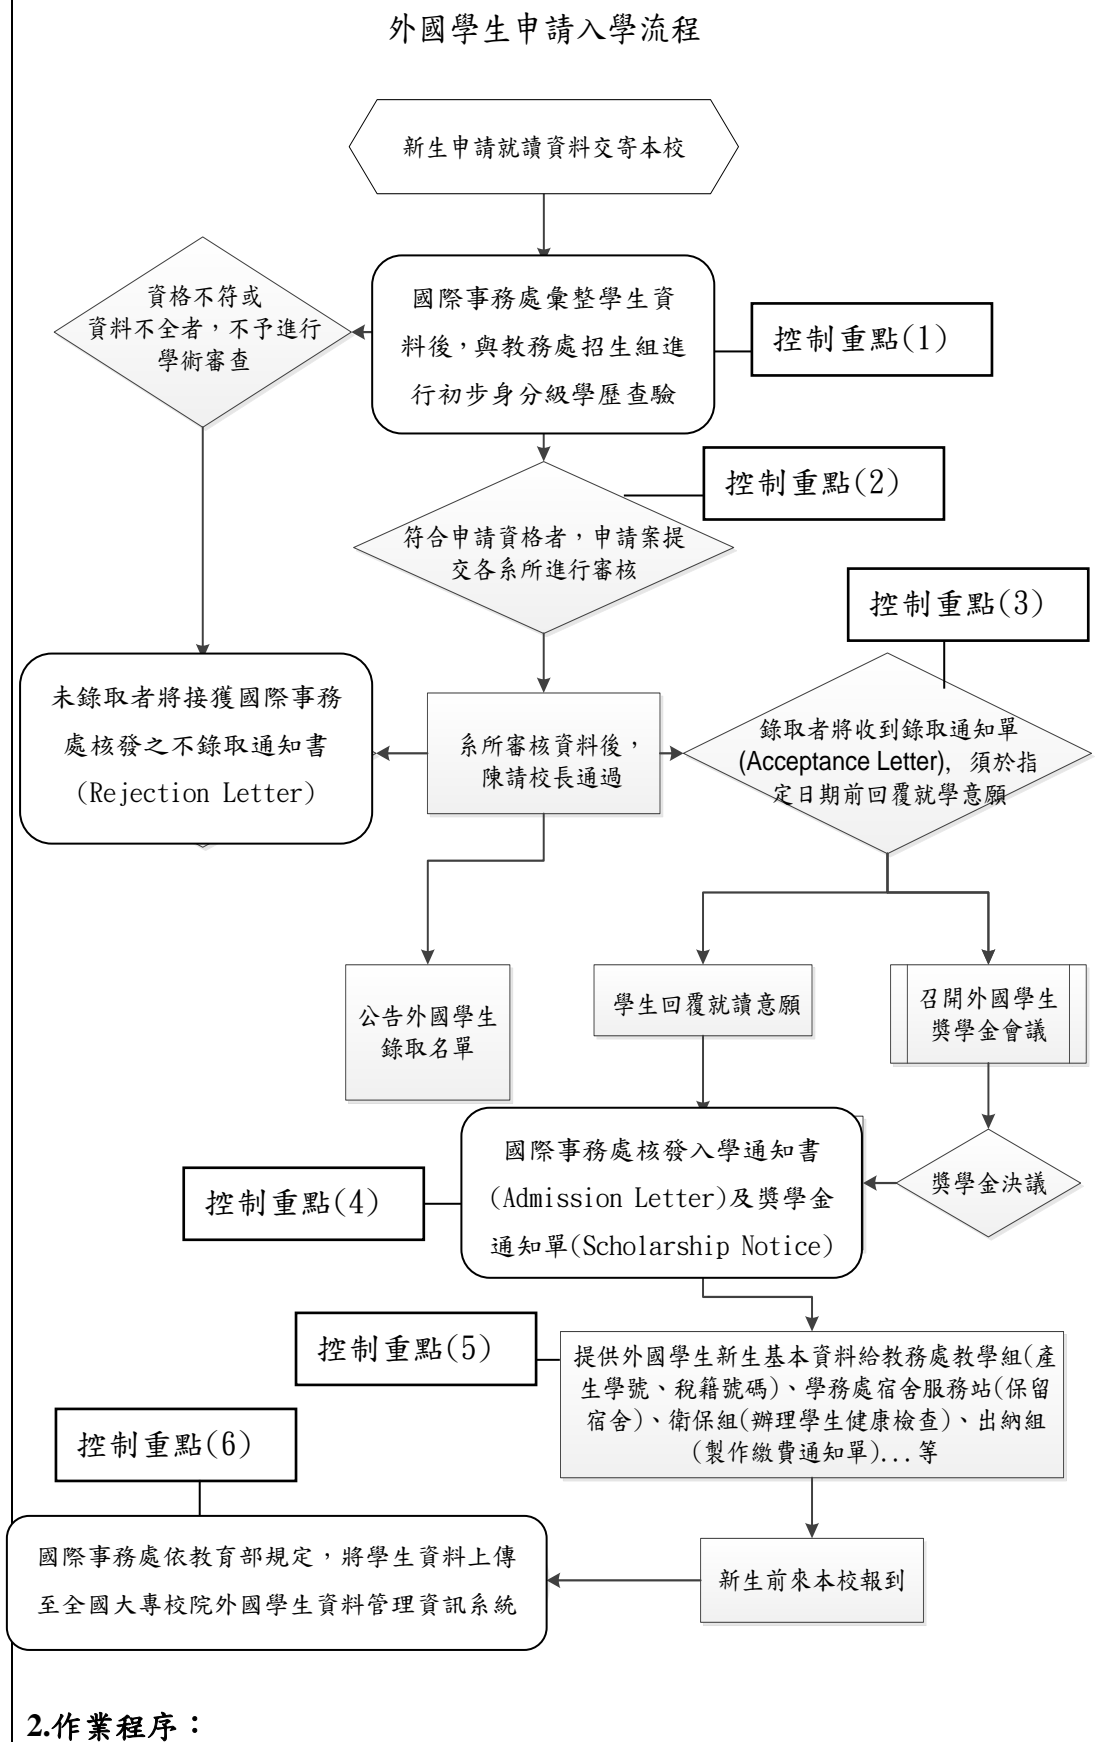 外國學生申請入學流程
新生申請就讀資料交寄本校
資格不符或
資料不全者，不予進行
學術審查
國際事務處彙整學生資
料後，與教務處招生組進
行初步身分級學歷查驗
控制重點(1)
控制重點(2)
符合申請資格者，申請案提
交各系所進行審核
控制重點(3)
未錄取者將接獲國際事務
處核發之不錄取通知書
(Rejection Letter)
系所審核資料後，
陳請校長通過
錄取者將收到錄取通知單
(Acceptance Letter), 須於指
定日期前回覆就學意願
公告外國學生
錄取名單
學生回覆就讀意願
召開外國學生
獎學金會議
國際事務處核發入學通知書
(Admission Letter)及獎學金
通知單(Scholarship Notice)
獎學金決議
控制重點(4)
控制重點(5)
提供外國學生新生基本資料給教務處教學組(產
生學號、稅籍號碼)、學務處宿舍服務站(保留
宿舍)、衛保組(辦理學生健康檢查)、出納組
(製作繳費通知單)...等
控制重點(6)
國際事務處依教育部規定，將學生資料上傳
至全國大專校院外國學生資料管理資訊系統
新生前來本校報到
2.作業程序：